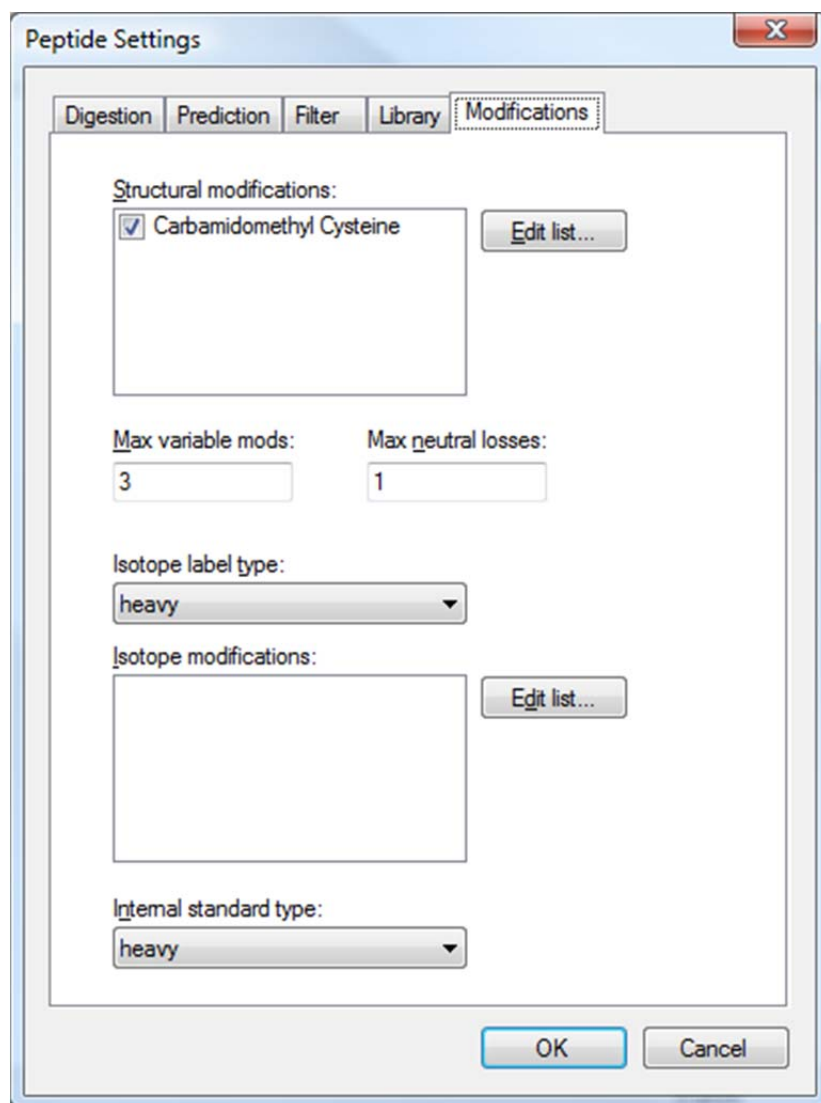 Peptide Settings
Digestion Prediction Filter Library Modifications
Structural modifications:
Carbamidomethyl Cysteine
Edit list...
Max variable mods: Max neutral losses:
3 1
Isotope label type:
heavy
Isotope modifications:
Edit list...
Internal standard type:
heavy
OK Cancel